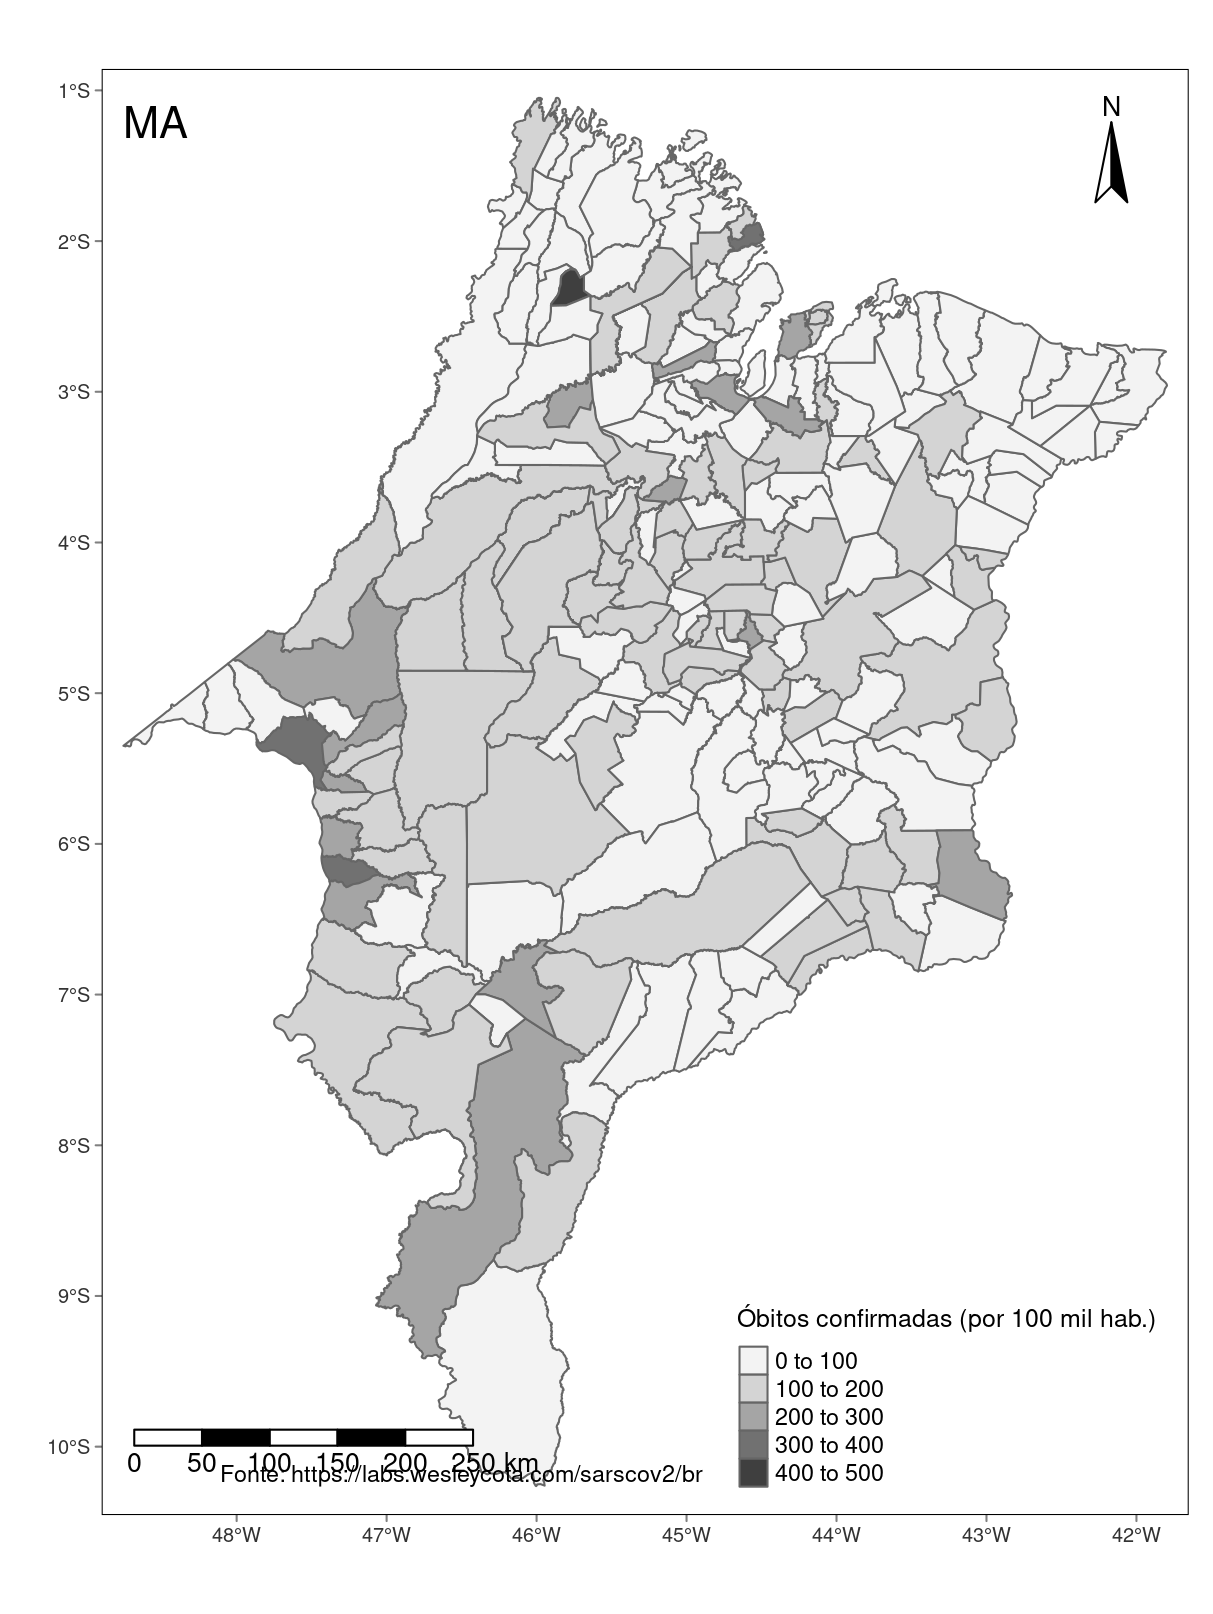 MA
N
1°S
2°S
3°S
4°S
5°S
6°S
7°S
8°S
9°S
10°S
Óbitos confirmadas (por 100 mil hab.)
0 to 100
100 to 200
200 to 300
300 to 400
400 to 500
0 50 100 150 200 250 km
Fonte: https://labs.wesleycota.com/sarscov2/br
48°W 47°W 46°W 45°W 44°W 43°W 42°W